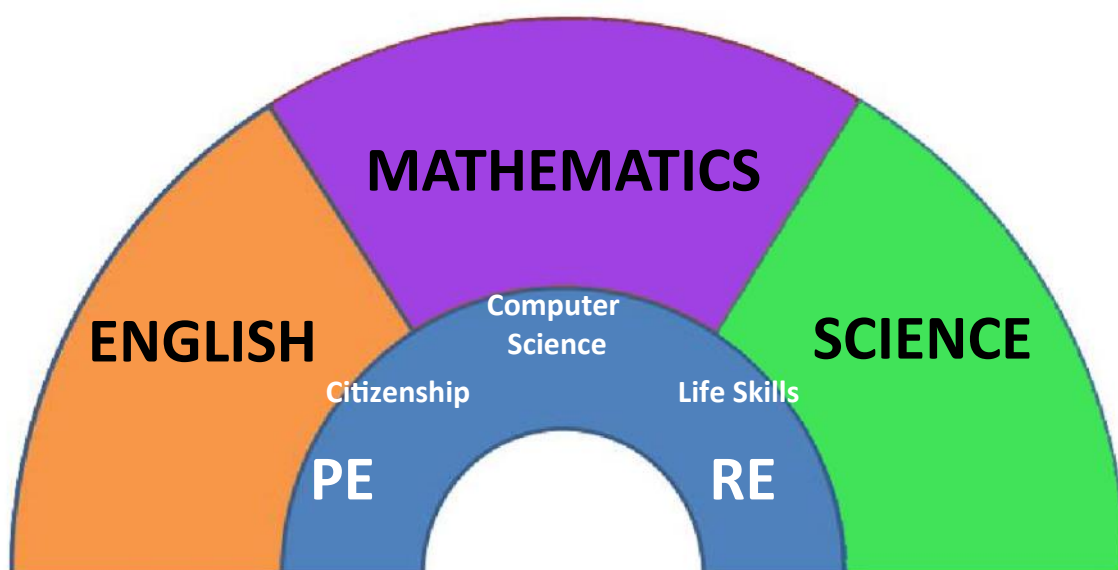 MATHEMATICS
ENGLISH
SCIENCE
Computer
Science
Citizenship
Life Skills
PE
RE